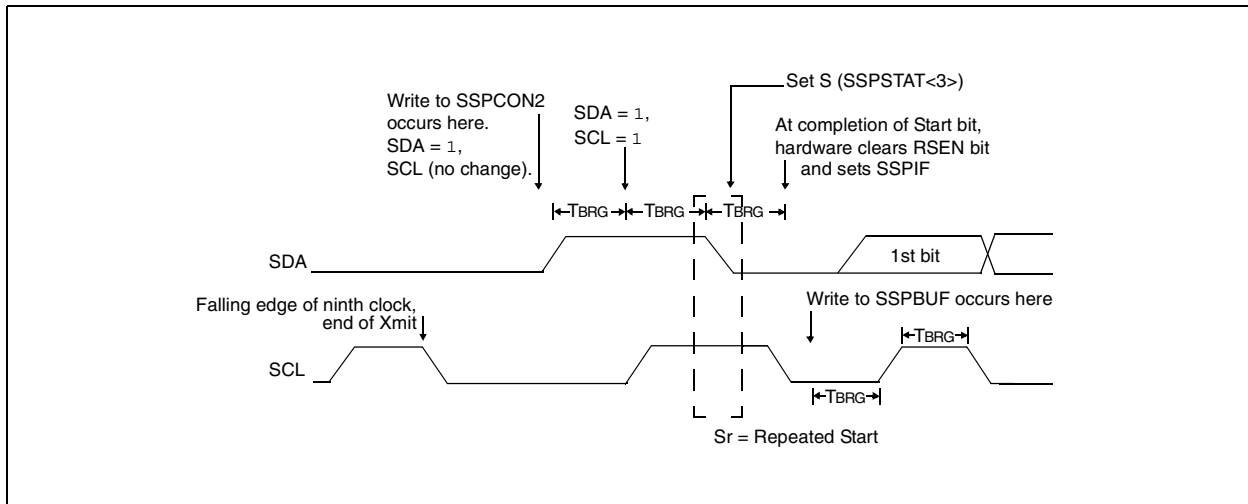 Set S (SSPSTAT<3>)
Write to SSPCON2
occurs here.
SDA = 1,
SCL (no change).
SDA = 1,
SCL = 1
At completion of Start bit,
hardware clears RSEN bit
and sets SSPIF
TBRG
TBRG
TBRG
SDA
1st bit
Falling edge of ninth clock,
end of Xmit
Write to SSPBUF occurs here
TBRG
SCL
TBRG
Sr = Repeated Start